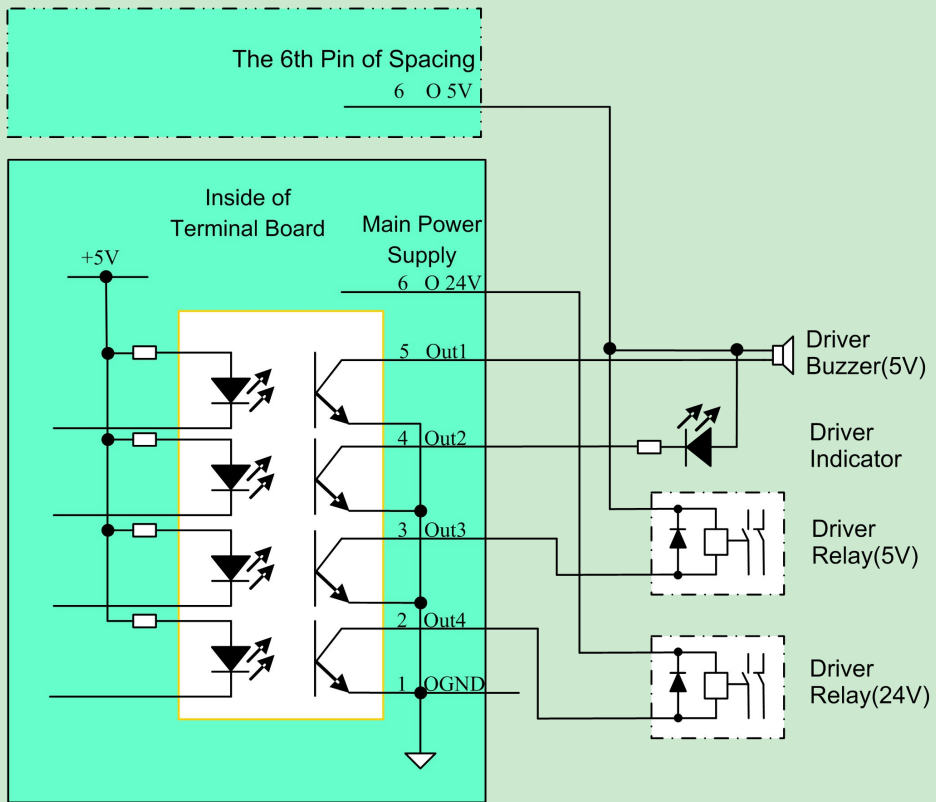 The 6th Pin of Spacing
6 O 5V
Inside of
Terminal Board
Main Power
Supply
+5V
6 O 24V
5 Out1
Driver
Buzzer(5V)
4 Out2
Driver
Indicator
3 Out3
Driver
Relay(5V)
2 Out4
1 OGND
Driver
Relay(24V)